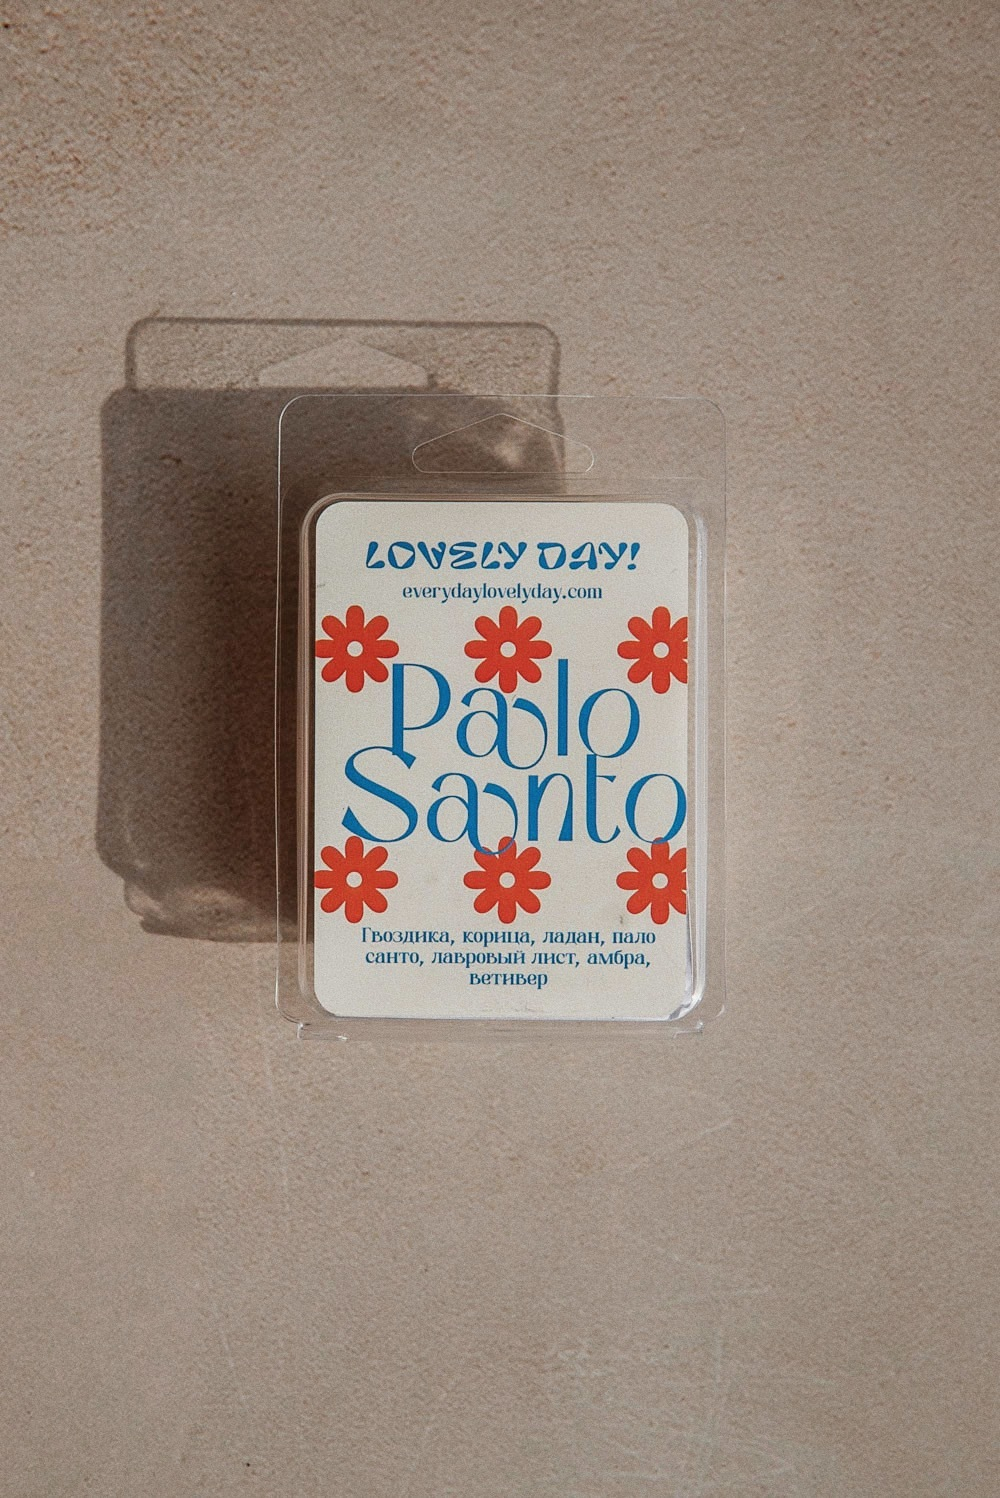 LOVELY DAY!
everydaylovelyday.com
Palo
Santo
Гвоздика, корица, ладан, пало
санто, лавровый лист, амбра,
ветивер